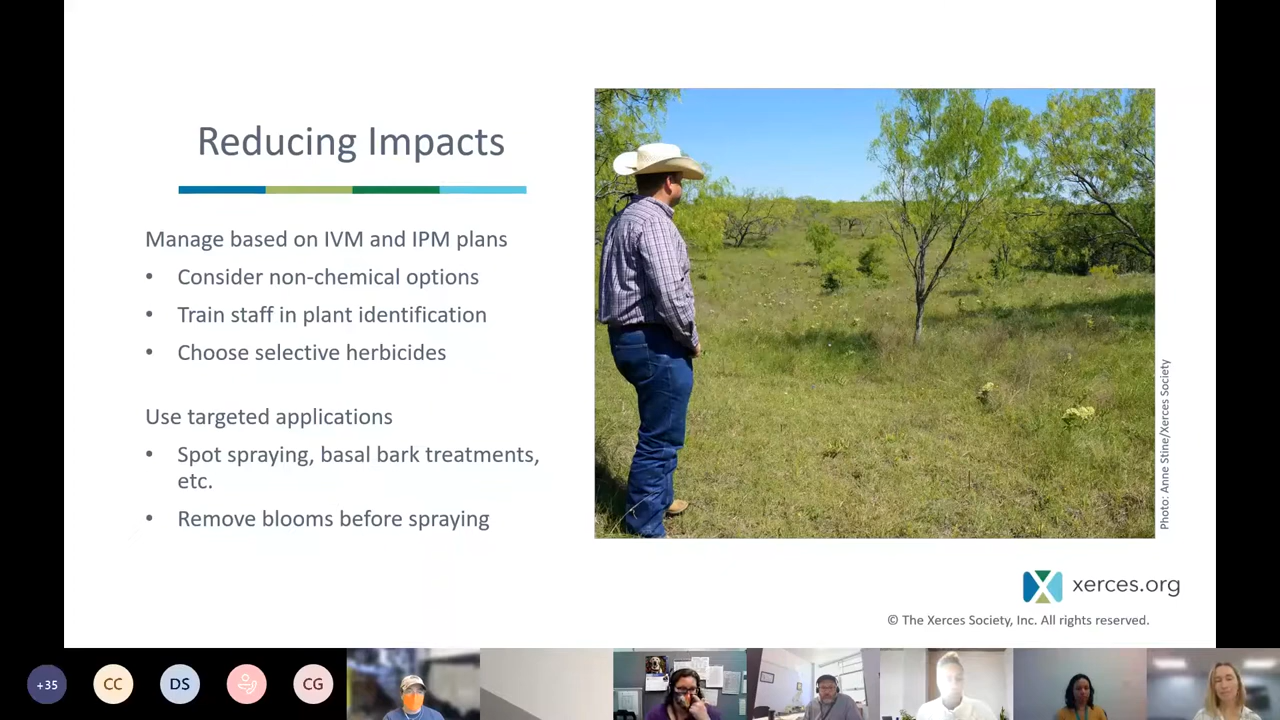 Reducing Impacts
Manage based on IVM and IPM plans
• Consider non-chemical options
• Train staff in plant identification
• Choose selective herbicides
Use targeted applications
• Spot spraying, basal bark treatments,
etc.
• Remove blooms before spraying
Photo: Anne Stine/Xerces Society
xerces.org
© The Xerces Society, Inc. All rights reserved.
+35
CC
DS
CG